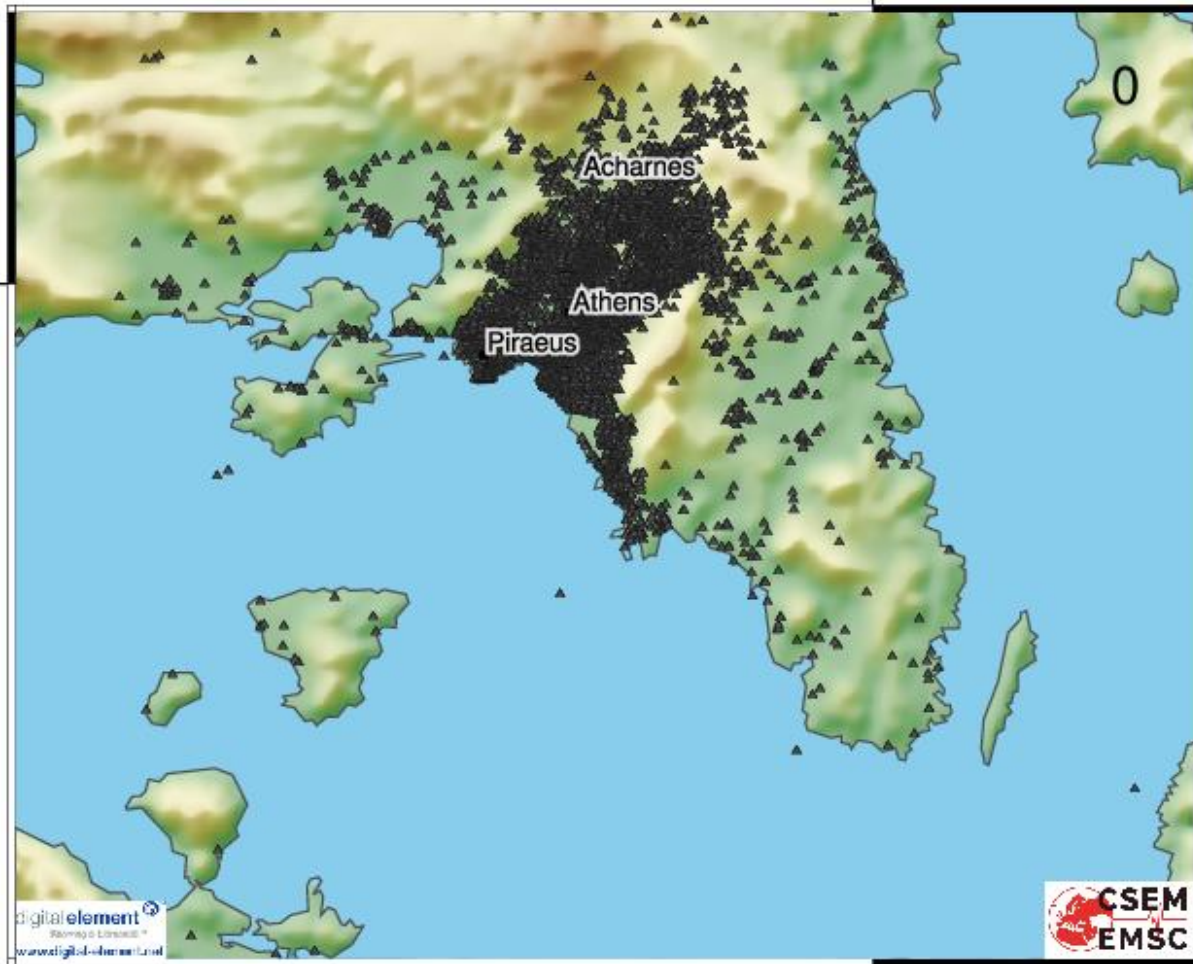 0
Acharnes
Athens
Piraeus
digital element
www.digital-element.net
CSEM
EMSC